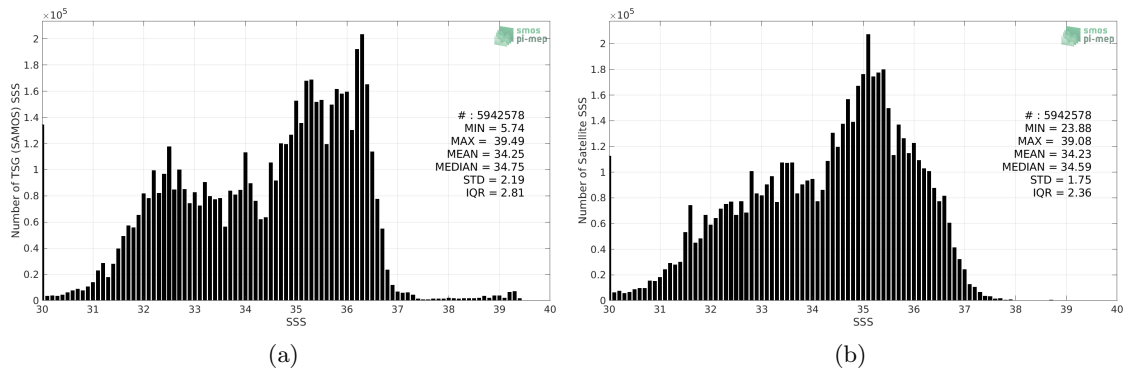 ×10⁵
2
1.8
1.6
1.4
1.2
1
0.8
0.6
0.4
0.2
0
Number of TSG (SAMOS) SSS
smos
pi-mep
# : 5942578
MIN = 5.74
MAX = 39.49
MEAN = 34.25
MEDIAN = 34.75
STD = 2.19
IQR = 2.81
30 31 32 33 34 35 36 37 38 39 40
SSS
(a)
×10⁵
2
1.8
1.6
1.4
1.2
1
0.8
0.6
0.4
0.2
0
Number of Satellite SSS
smos
pi-mep
# : 5942578
MIN = 23.88
MAX = 39.08
MEAN = 34.23
MEDIAN = 34.59
STD = 1.75
IQR = 2.36
30 31 32 33 34 35 36 37 38 39 40
SSS
(b)